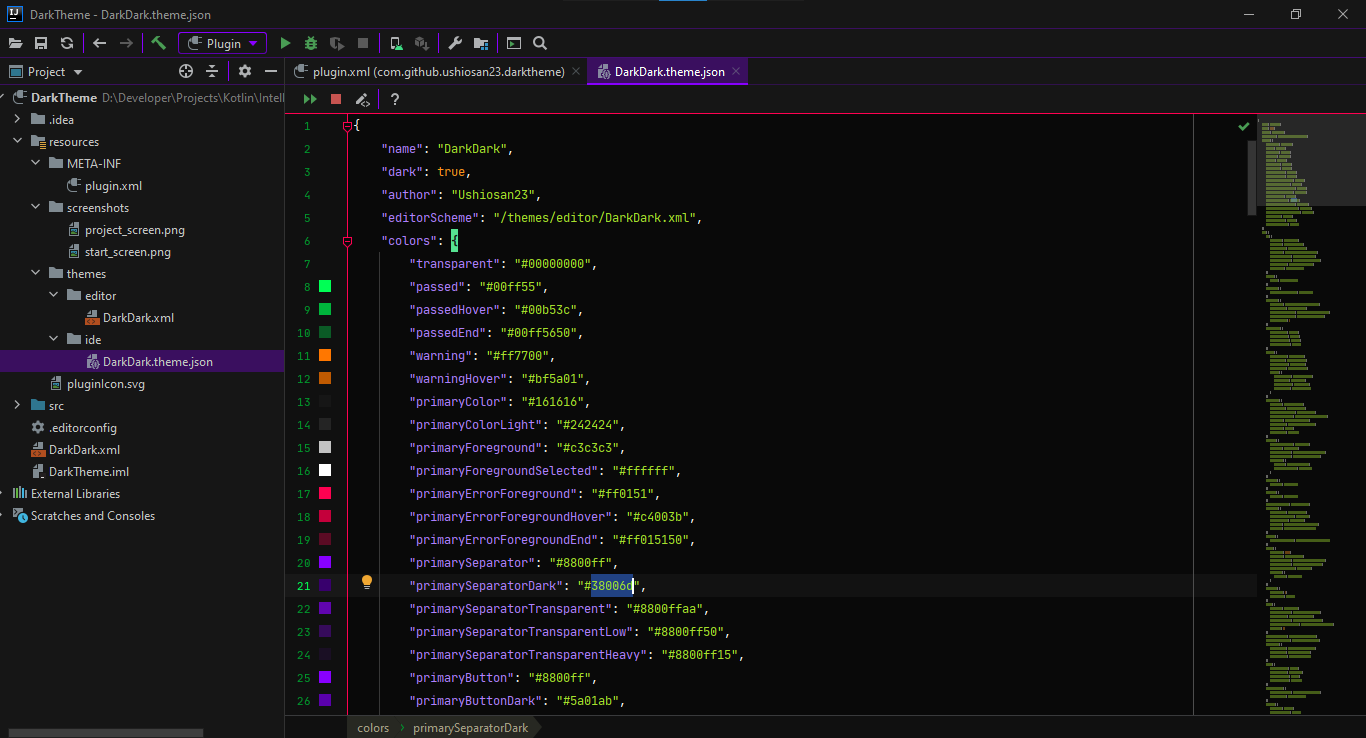 DarkTheme - DarkDark.theme.json
Plugin
Project
plugin.xml (com.github.ushiosan23.darktheme)
DarkDark.theme.json
DarkTheme D:\Developer\Projects\Kotlin\Intell
.idea
resources
META-INF
plugin.xml
screenshots
project_screen.png
start_screen.png
themes
editor
DarkDark.xml
ide
DarkDark.theme.json
pluginIcon.svg
src
.editorconfig
DarkDark.xml
DarkTheme.iml
External Libraries
Scratches and Consoles
1 {
2 "name": "DarkDark",
3 "dark": true,
4 "author": "Ushiosan23",
5 "editorScheme": "/themes/editor/DarkDark.xml",
6 "colors": {
7 "transparent": "#00000000",
8 "passed": "#00ff55",
9 "passedHover": "#00b53c",
10 "passedEnd": "#00ff5650",
11 "warning": "#ff7700",
12 "warningHover": "#bf5a01",
13 "primaryColor": "#161616",
14 "primaryColorLight": "#242424",
15 "primaryForeground": "#c3c3c3",
16 "primaryForegroundSelected": "#ffffff",
17 "primaryErrorForeground": "#ff0151",
18 "primaryErrorForegroundHover": "#c4003b",
19 "primaryErrorForegroundEnd": "#ff015150",
20 "primarySeparator": "#8800ff",
21 "primarySeparatorDark": "#38006d",
22 "primarySeparatorTransparent": "#8800ffaa",
23 "primarySeparatorTransparentLow": "#8800ff50",
24 "primarySeparatorTransparentHeavy": "#8800ff15",
25 "primaryButton": "#8800ff",
26 "primaryButtonDark": "#5a01ab",
colors › primarySeparatorDark